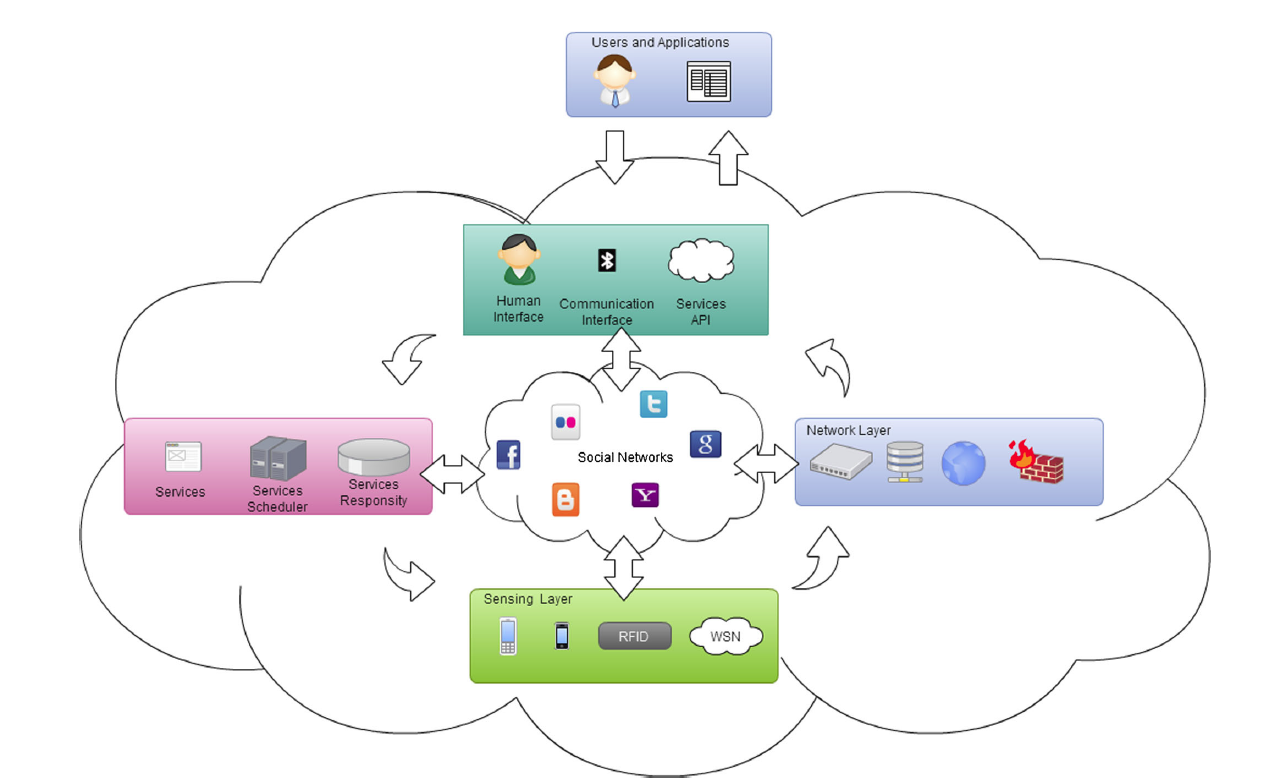 Users and Applications
Human
Interface
Communication
Interface
Services
API
Services
Services
Scheduler
Services
Responsity
f
t
g
Social Networks
Y
Network Layer
Sensing Layer
RFID
WSN